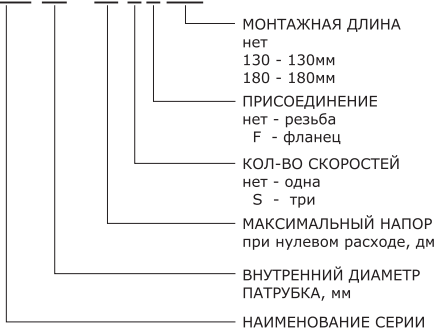 МОНТАЖНАЯ ДЛИНА
нет
130 - 130мм
180 - 180мм
ПРИСОЕДИНЕНИЕ
нет - резьба
F - фланец
КОЛ-ВО СКОРОСТЕЙ
нет - одна
S - три
МАКСИМАЛЬНЫЙ НАПОР
при нулевом расходе, дм
ВНУТРЕННИЙ ДИАМЕТР
ПАТРУБКА, мм
НАИМЕНОВАНИЕ СЕРИИ